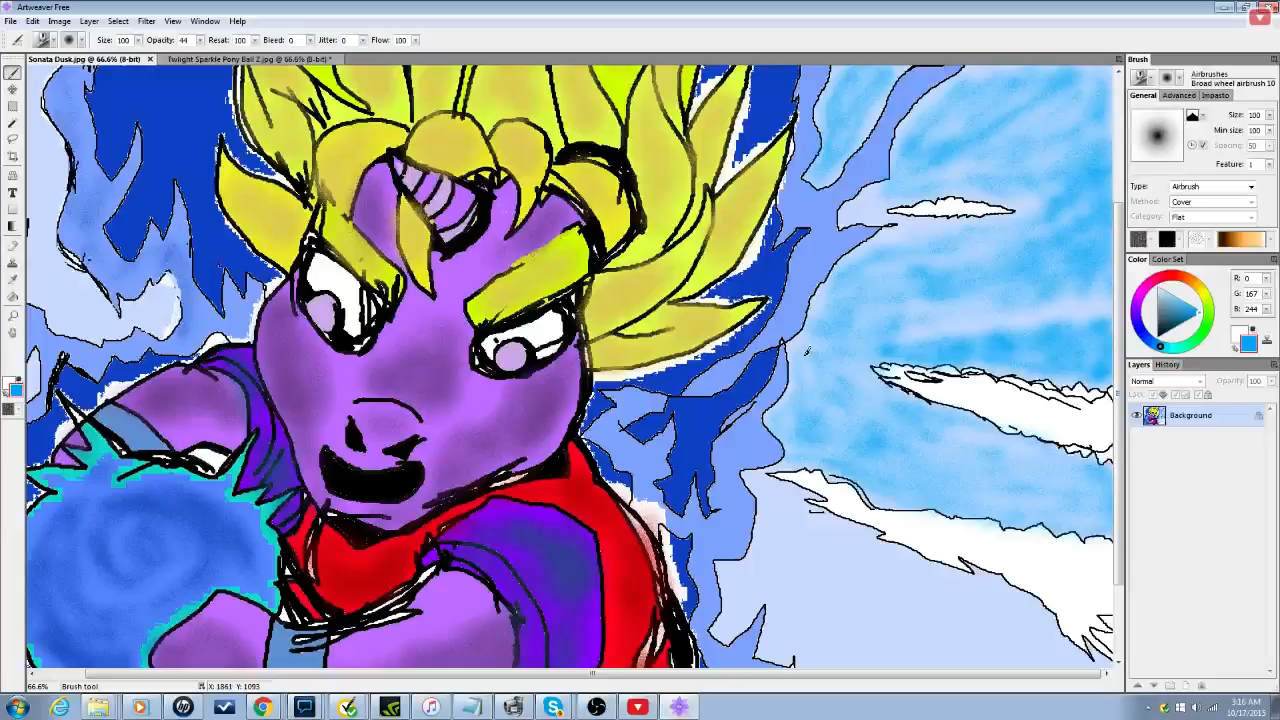 Artweaver Free
File Edit Image Layer Select Filter View Window Help
Size: 100 Opacity: 44 Resat: 100 Bleed: 0 Jitter: 0 Flow: 100
Sonata Dusk.jpg @ 66.6% (8-bit) Twilight Sparkle Pony Ball Z.jpg @ 66.6% (8-bit) *
Brush
Airbrushes
Broad wheel airbrush 10
General Advanced Impasto
Size: 100
Min size: 100
Spacing: 50
Feature: 1
Type: Airbrush
Method: Cover
Category: Flat
Color Color Set
R: 0
G: 167
B: 244
Layers History
Normal Opacity: 100
Lock:
Background
66.6% Brush tool X: 1861 Y: 1093
3:16 AM
10/17/2015